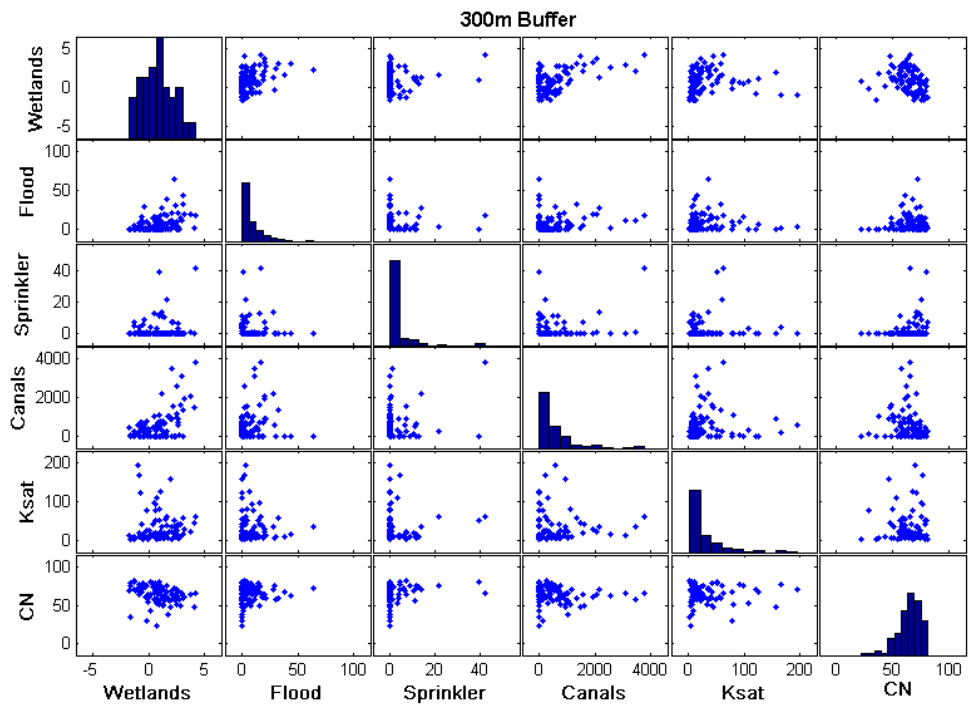 300m Buffer
Wetlands
5
0
-5
Flood
100
50
0
Sprinkler
40
20
0
Canals
4000
2000
0
Ksat
200
100
0
CN
100
50
0
-5 0 5 0 50 100 0 20 40 0 2000 4000 0 100 200 0 50 100
Wetlands Flood Sprinkler Canals Ksat CN